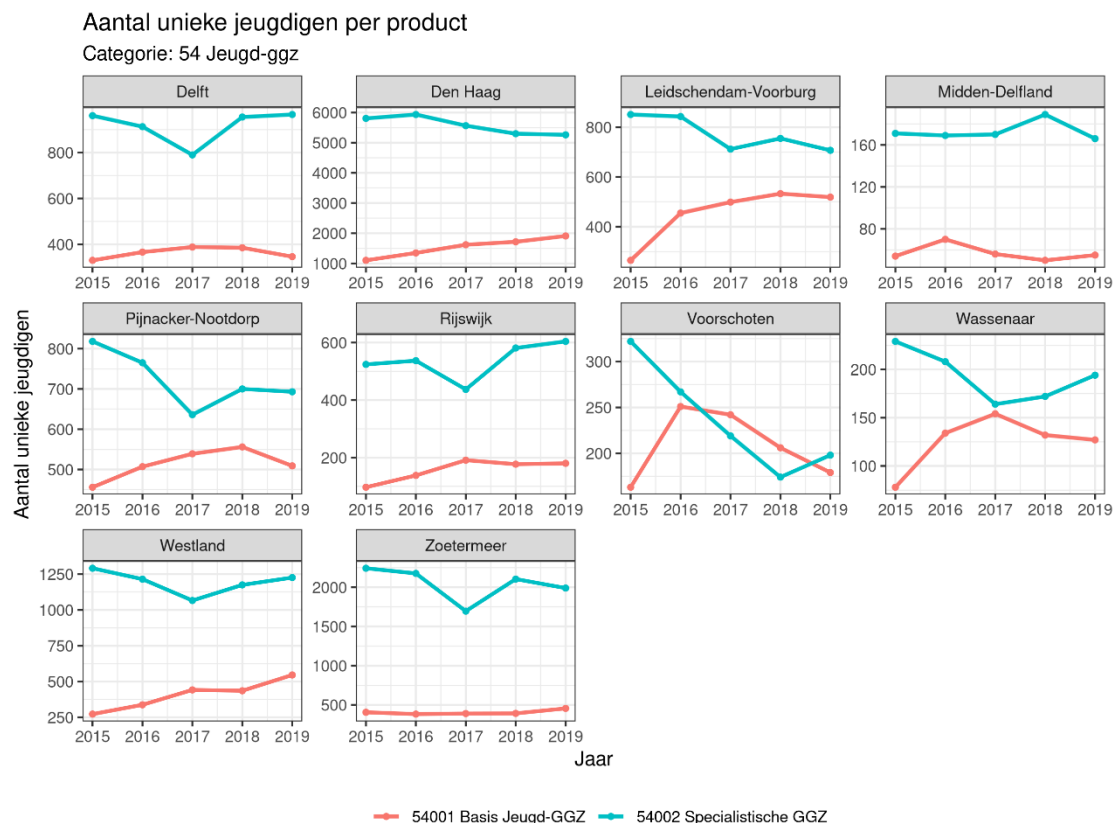 Aantal unieke jeugdigen per product
Categorie: 54 Jeugd-ggz
Delft
Den Haag
Leidschendam-Voorburg
Midden-Delfland
800
400
6000
5000
4000
3000
2000
1000
800
600
400
160
120
80
2015 2016 2017 2018 2019
2015 2016 2017 2018 2019
2015 2016 2017 2018 2019
2015 2016 2017 2018 2019
Pijnacker-Nootdorp
Rijswijk
Voorschoten
Wassenaar
800
700
600
500
600
400
200
300
250
200
200
150
100
2015 2016 2017 2018 2019
2015 2016 2017 2018 2019
2015 2016 2017 2018 2019
2015 2016 2017 2018 2019
Westland
Zoetermeer
1250
1000
750
500
250
2000
1500
1000
500
2015 2016 2017 2018 2019
2015 2016 2017 2018 2019
Aantal unieke jeugdigen
Jaar
54001 Basis Jeugd-GGZ
54002 Specialistische GGZ